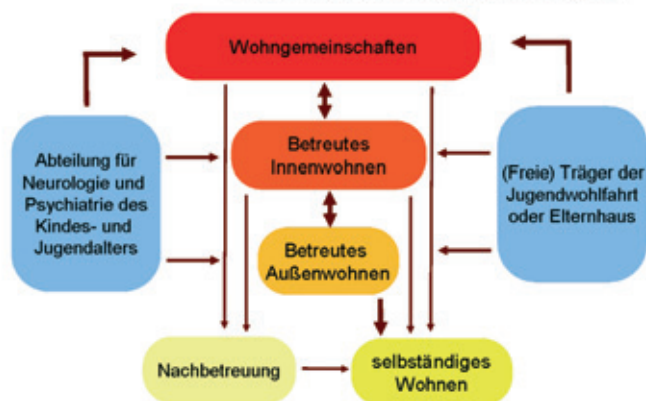 Wohngemeinschaften
Abteilung für
Neurologie und
Psychiatrie des
Kindes- und
Jugendalters
Betreutes
Innenwohnen
(Freie) Träger der
Jugendwohlfahrt
oder Elternhaus
Betreutes
Außenwohnen
Nachbetreuung
selbständiges
Wohnen